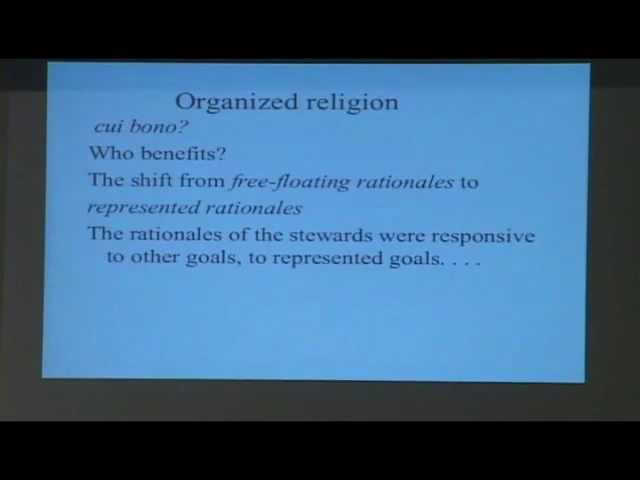 Organized religion
cui bono?
Who benefits?
The shift from free-floating rationales to
represented rationales
The rationales of the stewards were responsive
to other goals, to represented goals. . . .